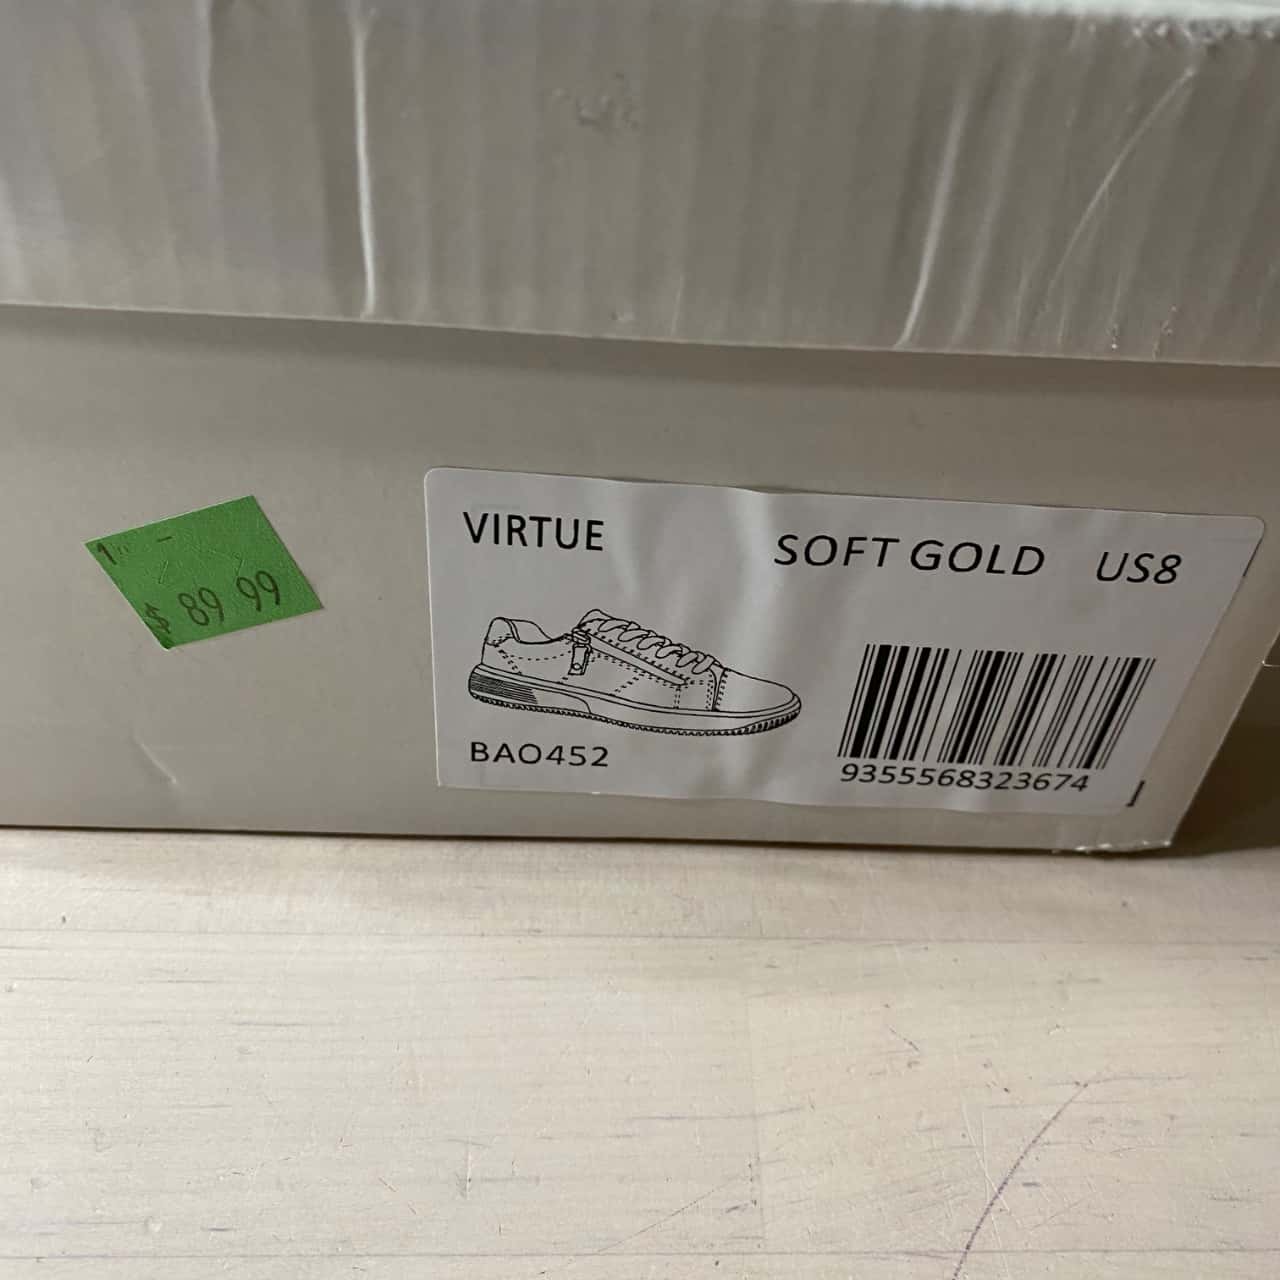 $ 89 99
VIRTUE SOFT GOLD US8
BAO452
9355568323674